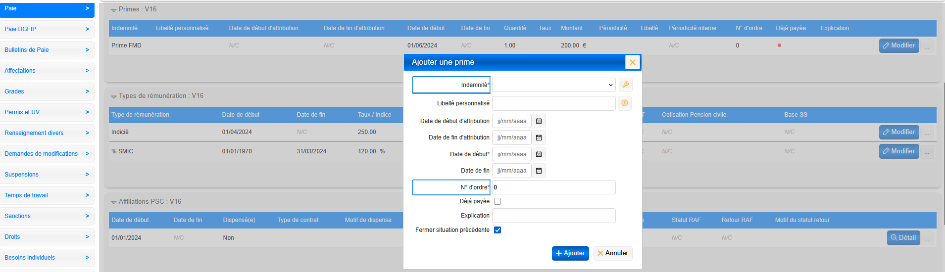 Paie >
Paie DGFIP >
Bulletins de Paie >
Affectations >
Grades >
Permis et UV >
Renseignement divers >
Demandes de modifications >
Suspensions >
Temps de travail >
Sanctions >
Droits >
Besoins individuels >
Primes : V16
Indemnité Libellé personnalisé Date de début d'attribution Date de fin d'attribution Date de début Date de fin Quantité Taux Montant Périodicité Libellé Périodicité interne N° d'ordre Déjà payée Explication
Prime FMD N/C N/C 01/06/2024 N/C 1.00 200.00 € N/C N/C 0 Modifier ...
Types de rémunération : V16
Type de rémunération Date de début Date de fin Taux / Indice Cotisation Pension civile Base SS
Indicié 01/04/2024 N/C 250.00 N/C N/C Modifier ...
% SMIC 01/01/1970 31/03/2024 120.00 % N/C N/C Modifier ...
Affiliations PSC : V16
Date de début Date de fin Dispensé(e) Type de contrat Motif de dispense Statut RAF Retour RAF Motif du statut retour
01/01/2024 N/C Non N/C N/C Détail ...
Ajouter une prime
Indemnité*
Libellé personnalisé
Date de début d'attribution jj/mm/aaaa
Date de fin d'attribution jj/mm/aaaa
Date de début* jj/mm/aaaa
Date de fin jj/mm/aaaa
N° d'ordre* 0
Déjà payée
Explication
Fermer situation précédente
+ Ajouter
Annuler